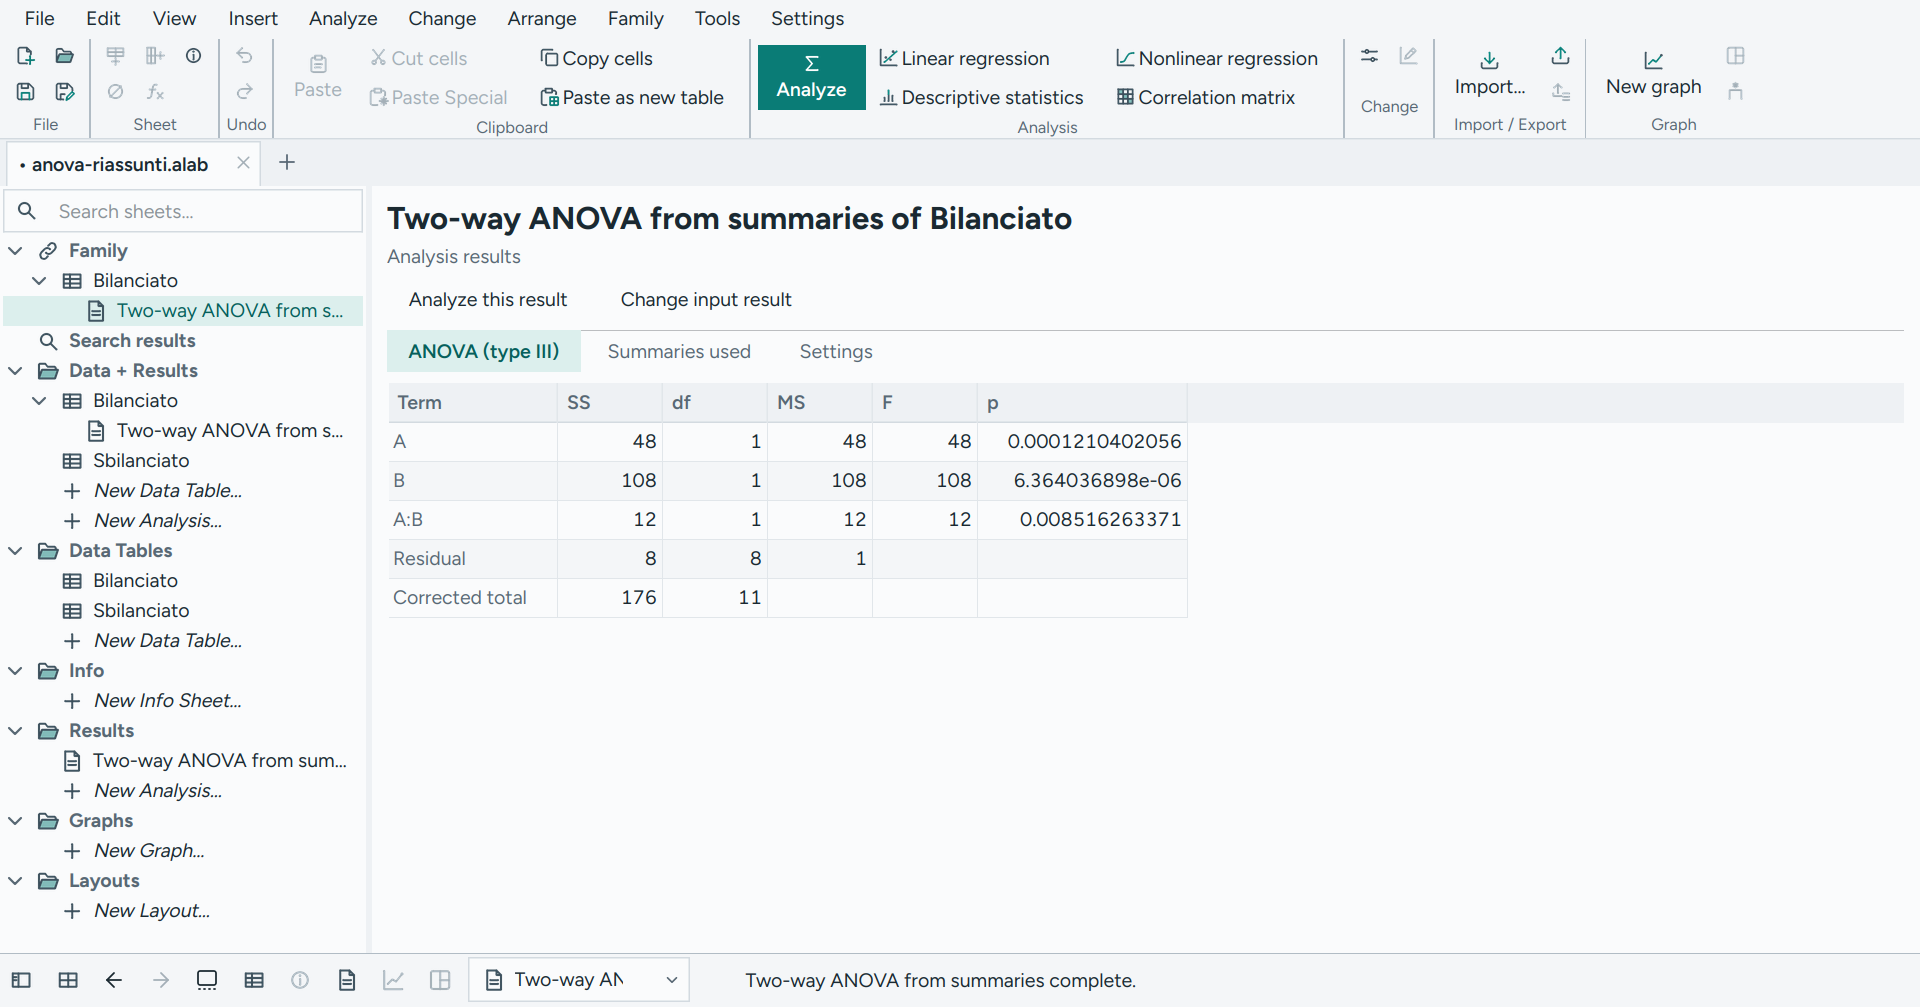 File Edit View Insert Analyze Change Arrange Family Tools Settings
Paste Cut cells Copy cells Analyze Linear regression Nonlinear regression Import... New graph
Paste Special Paste as new table Descriptive statistics Correlation matrix
File Sheet Undo Clipboard Analysis Change Import / Export Graph
• anova-riassunti.alab
Search sheets...
Family
Bilanciato
Two-way ANOVA from s...
Search results
Data + Results
Bilanciato
Two-way ANOVA from s...
Sbilanciato
New Data Table...
New Analysis...
Data Tables
Bilanciato
Sbilanciato
New Data Table...
Info
New Info Sheet...
Results
Two-way ANOVA from sum...
New Analysis...
Graphs
New Graph...
Layouts
New Layout...
Two-way ANOVA from summaries of Bilanciato
Analysis results
Analyze this result Change input result
ANOVA (type III) Summaries used Settings
Term SS df MS F p
A 48 1 48 48 0.0001210402056
B 108 1 108 108 6.364036898e-06
A:B 12 1 12 12 0.008516263371
Residual 8 8 1
Corrected total 176 11
Two-way AN
Two-way ANOVA from summaries complete.